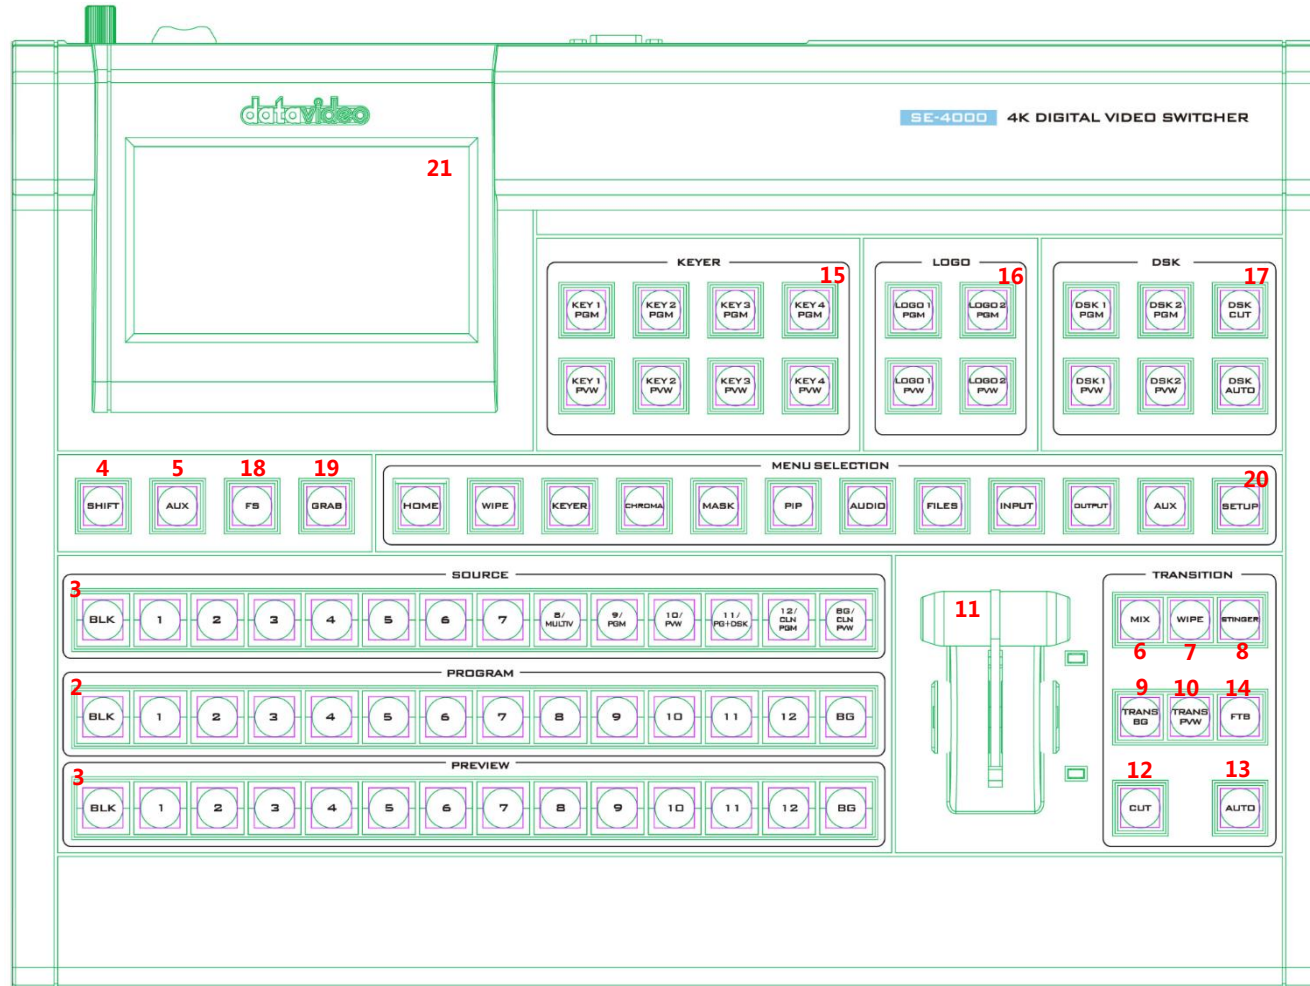 datavideo
SE-4000 4K DIGITAL VIDEO SWITCHER
21
KEYER
15
KEY 1 PGM
KEY 2 PGM
KEY 3 PGM
KEY 4 PGM
KEY 1 PVW
KEY 2 PVW
KEY 3 PVW
KEY 4 PVW
LOGO
16
LOGO 1 PGM
LOGO 2 PGM
LOGO 1 PVW
LOGO 2 PVW
DSK
17
DSK 1 PGM
DSK 2 PGM
DSK CUT
DSK 1 PVW
DSK 2 PVW
DSK AUTO
4 5 18 19
SHIFT AUX FS GRAB
MENU SELECTION
20
HOME WIPE KEYER CHROMA MASK PIP AUDIO FILES INPUT OUTPUT AUX SETUP
SOURCE
3
BLK 1 2 3 4 5 6 7 8/ MULTIV 9/ PGM 10/ PVW 11/ PG+DSK 12/ CLN PGM BG/ CLN PVW
PROGRAM
2
BLK 1 2 3 4 5 6 7 8 9 10 11 12 BG
PREVIEW
3
BLK 1 2 3 4 5 6 7 8 9 10 11 12 BG
11
TRANSITION
MIX WIPE STINGER
6 7 8
9 10 14
TRANS BG
TRANS PVW
FTB
12 13
CUT AUTO